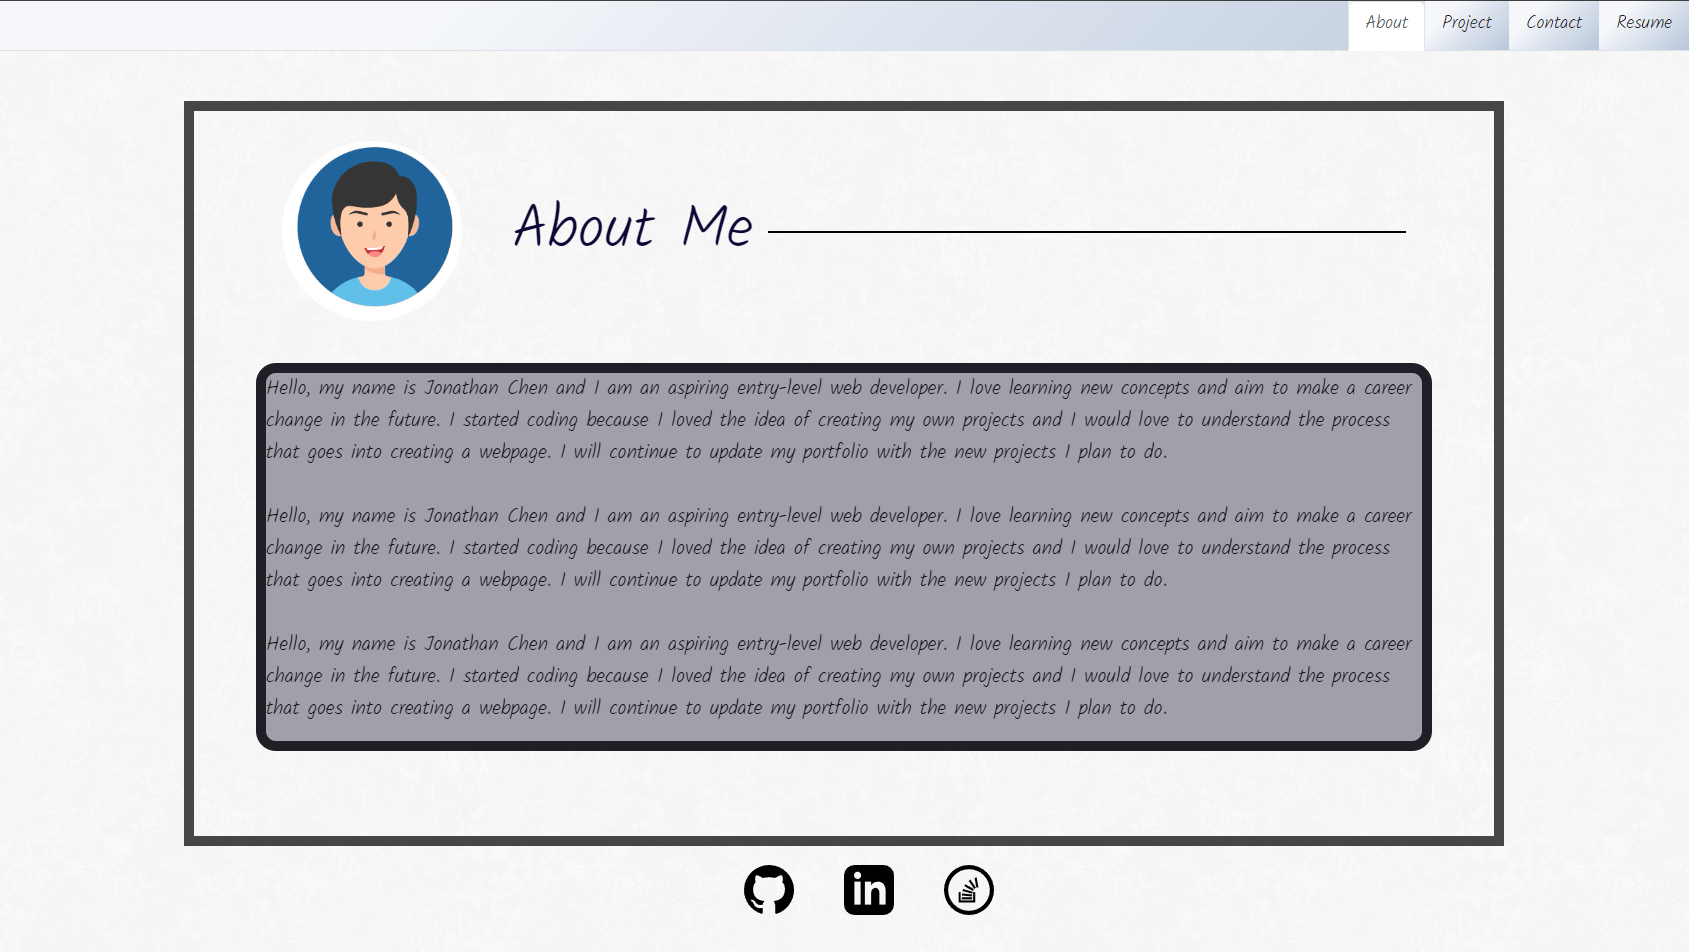 About Project Contact Resume
About Me
Hello, my name is Jonathan Chen and I am an aspiring entry-level web developer. I love learning new concepts and aim to make a career
change in the future. I started coding because I loved the idea of creating my own projects and I would love to understand the process
that goes into creating a webpage. I will continue to update my portfolio with the new projects I plan to do.
Hello, my name is Jonathan Chen and I am an aspiring entry-level web developer. I love learning new concepts and aim to make a career
change in the future. I started coding because I loved the idea of creating my own projects and I would love to understand the process
that goes into creating a webpage. I will continue to update my portfolio with the new projects I plan to do.
Hello, my name is Jonathan Chen and I am an aspiring entry-level web developer. I love learning new concepts and aim to make a career
change in the future. I started coding because I loved the idea of creating my own projects and I would love to understand the process
that goes into creating a webpage. I will continue to update my portfolio with the new projects I plan to do.
in